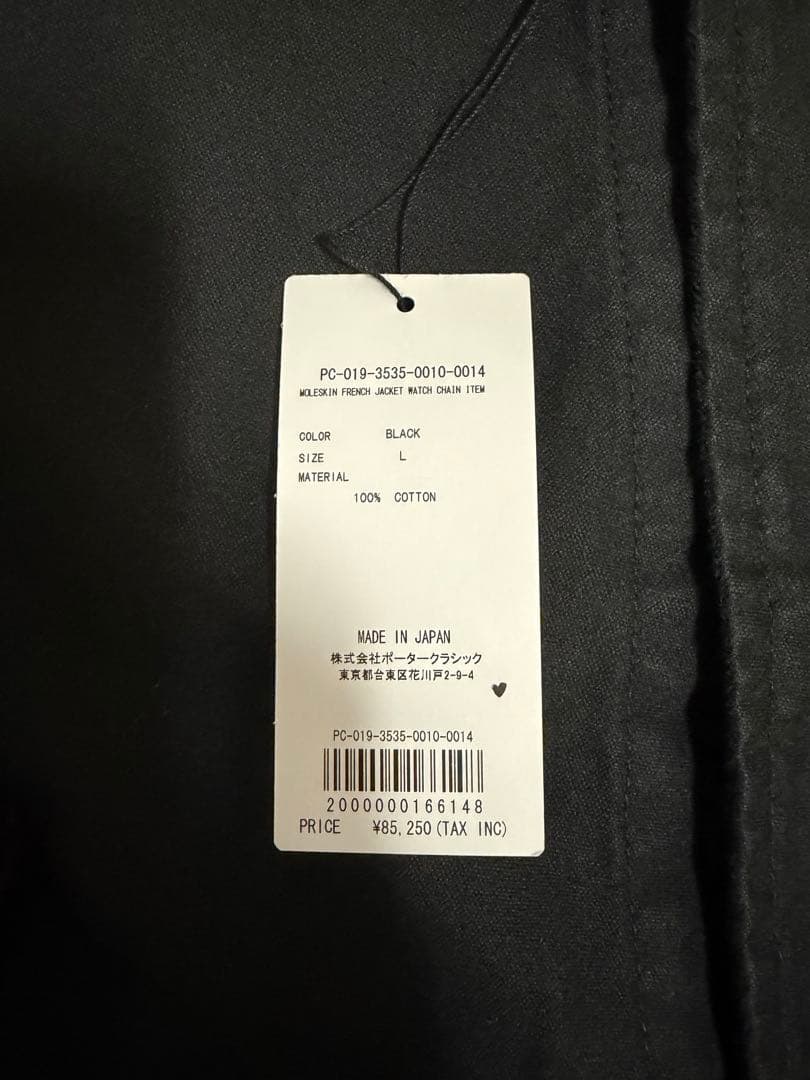 PC-019-3535-0010-0014
MOLESKIN FRENCH JACKET WATCH CHAIN ITEM
COLOR BLACK
SIZE L
MATERIAL
100% COTTON
MADE IN JAPAN
株式会社ポータークラシック
東京都台東区花川戸2-9-4
PC-019-3535-0010-0014
2000000166148
PRICE ¥85,250(TAX INC)